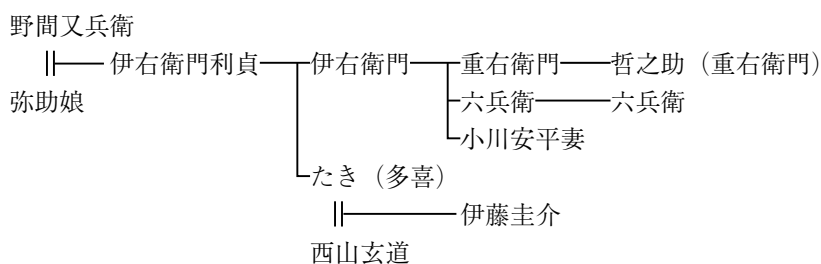 野間又兵衛
伊右衛門利貞 伊右衛門 重右衛門 哲之助（重右衛門）
弥助娘 六兵衛 六兵衛
小川安平妻
たき（多喜）
伊藤圭介
西山玄道